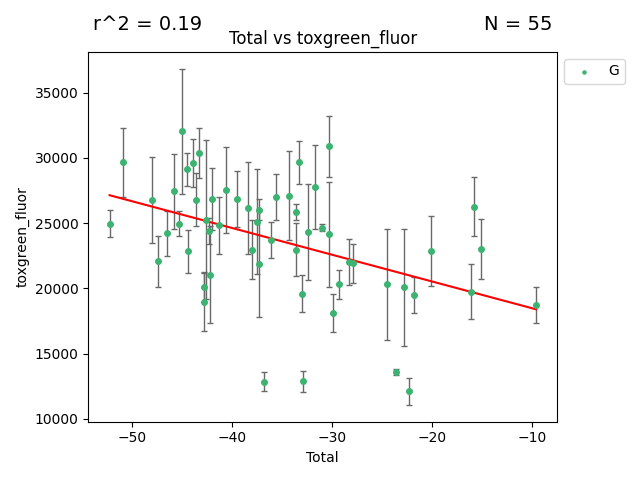 r^2 = 0.19
N = 55
Total vs toxgreen_fluor
G
35000
30000
25000
20000
15000
10000
toxgreen_fluor
−50
−40
−30
−20
−10
Total